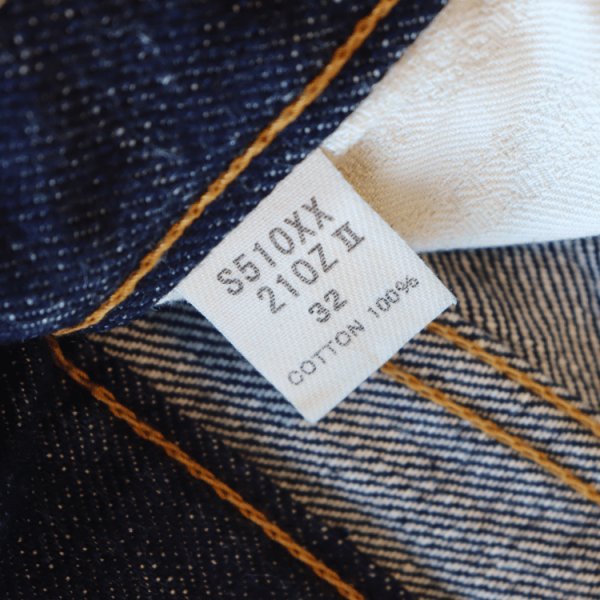 S510XX
21OZ II
32
COTTON 100%